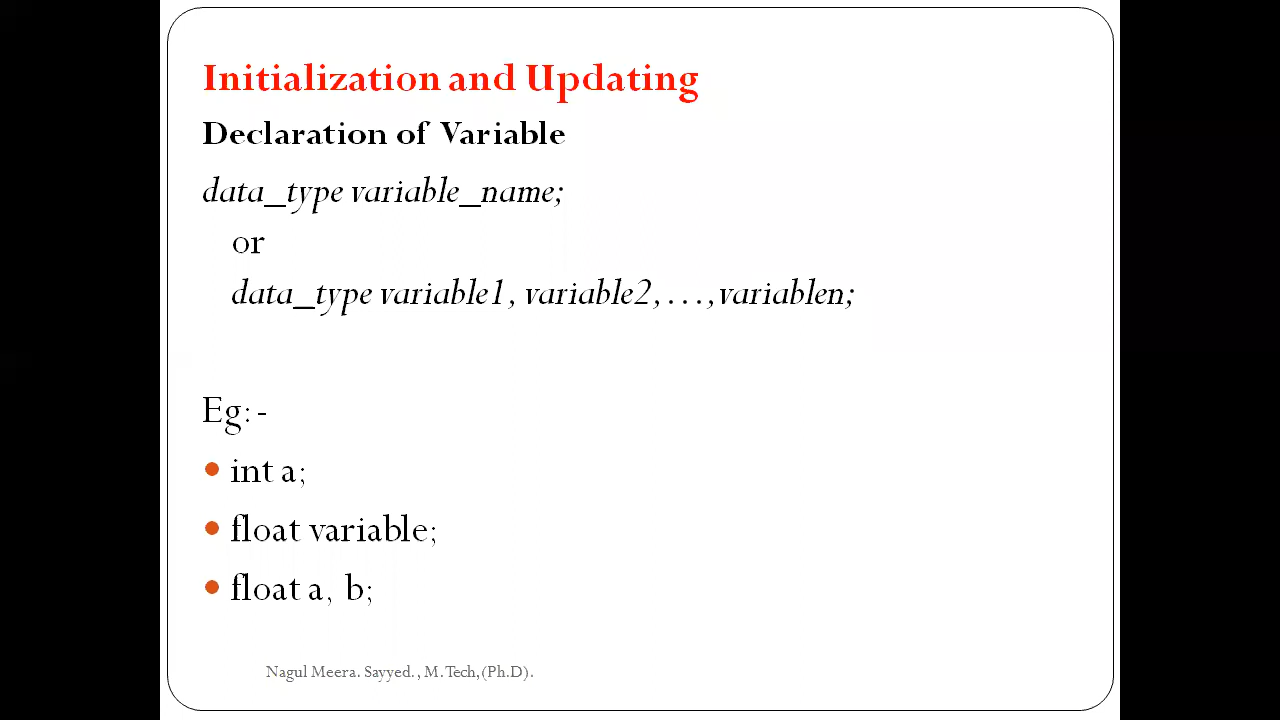 Initialization and Updating
Declaration of Variable
data_type variable_name;
or
data_type variable1, variable2,...,variablen;
Eg:-
• int a;
• float variable;
• float a, b;
Nagul Meera. Sayyed., M.Tech,(Ph.D).